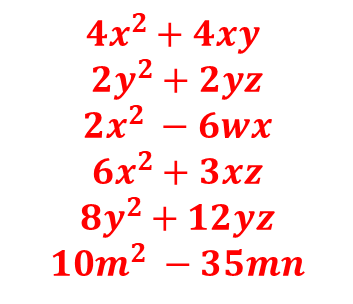 4x² + 4xy
2y² + 2yz
2x² − 6wx
6x² + 3xz
8y² + 12yz
10m² − 35mn